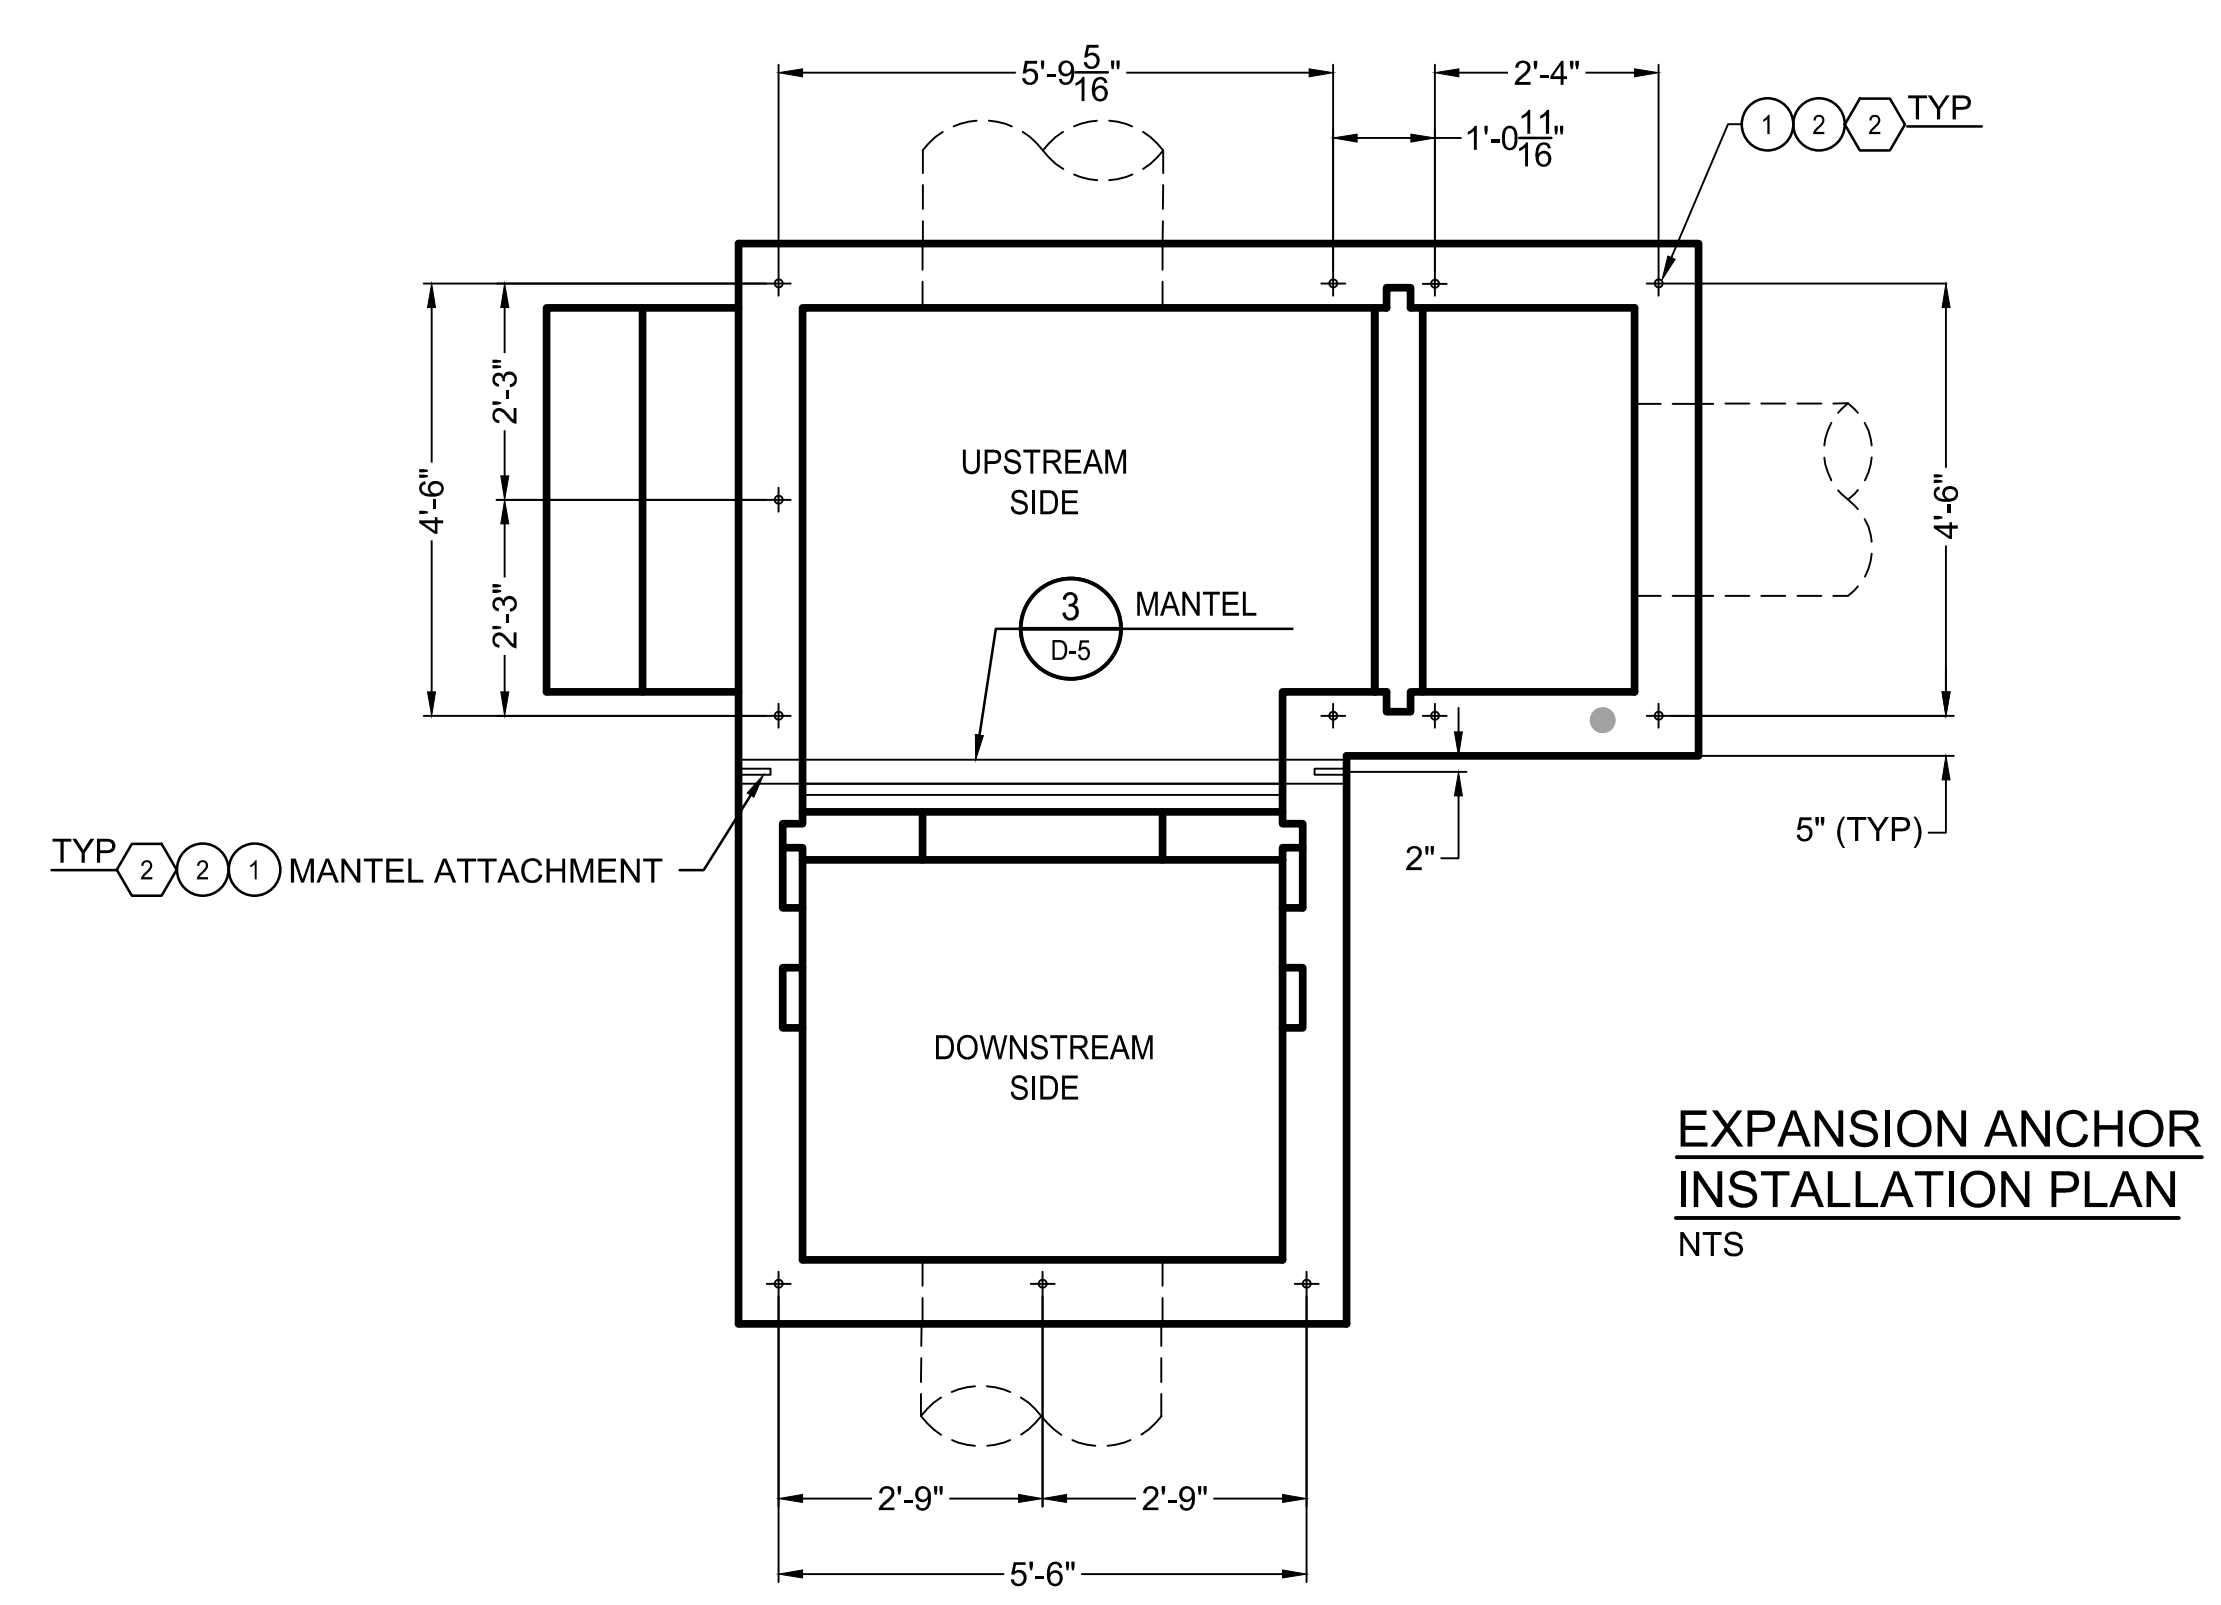 5'-9 5/16"
2'-4"
1'-0 11/16"
1 2 2 TYP
2'-3"
4'-6"
2'-3"
4'-6"
UPSTREAM
SIDE
3
D-5
MANTEL
5" (TYP)
2"
TYP 2 2 1 MANTEL ATTACHMENT
DOWNSTREAM
SIDE
EXPANSION ANCHOR
INSTALLATION PLAN
NTS
2'-9" 2'-9"
5'-6"